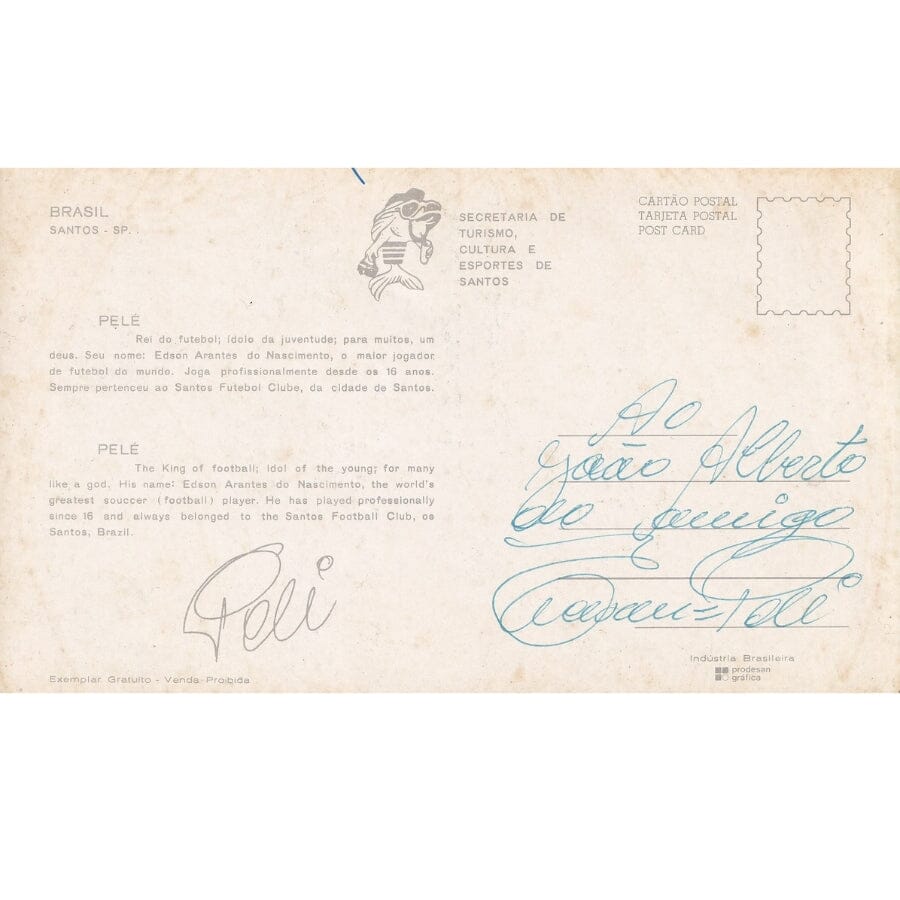 BRASIL
SANTOS - SP. .
SECRETARIA DE
TURISMO,
CULTURA E
ESPORTES DE
SANTOS
CARTÃO POSTAL
TARJETA POSTAL
POST CARD
PELÉ
Rei do futebol; ídolo da juventude; para muitos, um
deus. Seu nome: Edson Arantes do Nascimento, o maior jogador
de futebol do mundo. Joga profissionalmente desde os 16 anos.
Sempre pertenceu ao Santos Futebol Clube, da cidade de Santos.
PELÉ
The King of football; idol of the young; for many
like a god. His name: Edson Arantes do Nascimento, the world's
greatest souccer (football) player. He has played professionally
since 16 and always belonged to the Santos Football Club, os
Santos, Brazil.
Pelé
Exemplar Gratuito - Venda Proibida
Ao
João Alberto
do amigo
Pelé
Indústria Brasileira
prodesan
gráfica